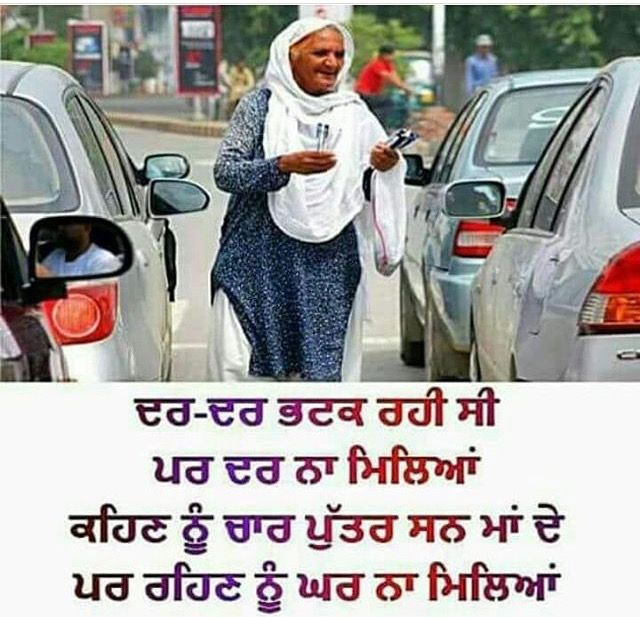 ਦਰ-ਦਰ ਭਟਕ ਰਹੀ ਸੀ
ਪਰ ਦਰ ਨਾ ਮਿਲਿਆਂ
ਕਹਿਣ ਨੂੰ ਚਾਰ ਪੁੱਤਰ ਸਨ ਮਾਂ ਦੇ
ਪਰ ਰਹਿਣ ਨੂੰ ਘਰ ਨਾ ਮਿਲਿਆਂ